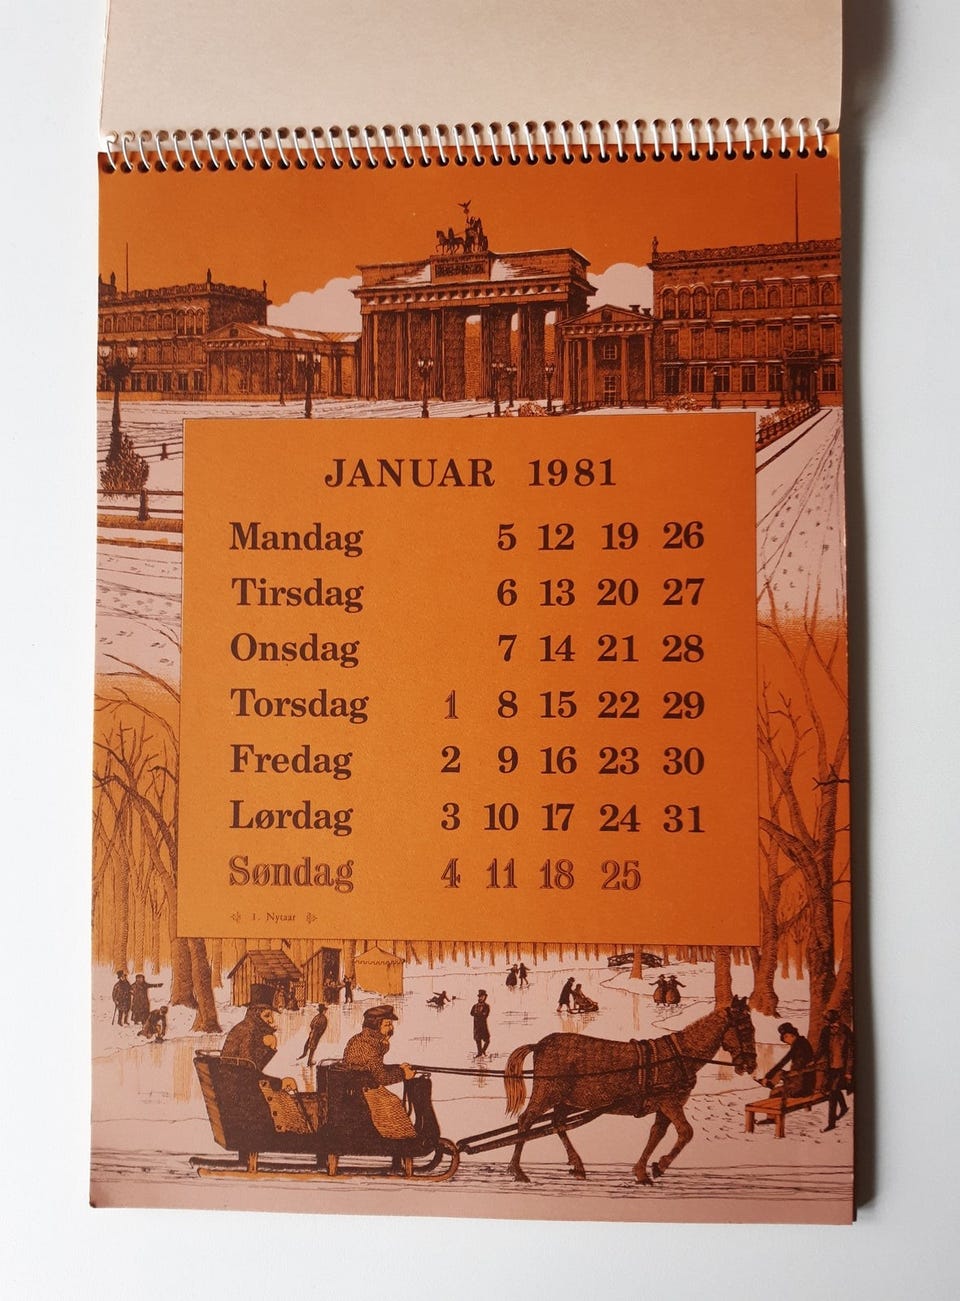 JANUAR 1981
Mandag 5 12 19 26
Tirsdag 6 13 20 27
Onsdag 7 14 21 28
Torsdag 1 8 15 22 29
Fredag 2 9 16 23 30
Lørdag 3 10 17 24 31
Søndag 4 11 18 25
1. Nytaar